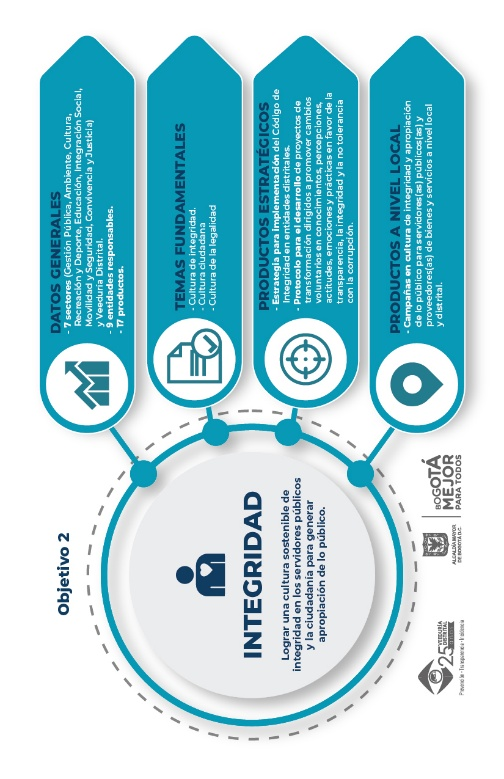 Objetivo 2
INTEGRIDAD
Lograr una cultura sostenible de
integridad en los servidores públicos
y la ciudadanía para generar
apropiación de lo público.
DATOS GENERALES
- 7 sectores (Gestión Pública, Ambiente, Cultura,
Recreación y Deporte, Educación, Integración Social,
Movilidad y Seguridad, Convivencia y Justicia)
y Veeduría Distrital.
- 9 entidades responsables.
- 17 productos.
TEMAS FUNDAMENTALES
- Cultura de integridad.
- Cultura ciudadana
- Cultura de la legalidad
PRODUCTOS ESTRATÉGICOS
- Estrategia para Implementación del Código de
Integridad en entidades distritales.
- Protocolo para el desarrollo de proyectos de
transformación dirigidos a promover cambios
voluntarios en conocimientos, percepciones,
actitudes, emociones y prácticas en favor de la
transparencia, la integridad y la no tolerancia
con la corrupción.
PRODUCTOS A NIVEL LOCAL
- Campañas en cultura de integridad y apropiación
de lo público para servidores(as) públicos(as) y
proveedores(as) de bienes y servicios a nivel local
y distrital.
25 VEEDURÍA
DISTRITAL
Prevención • Transparencia • Incidencia
ALCALDÍA MAYOR
DE BOGOTÁ D.C.
BOGOTÁ
MEJOR
PARA TODOS